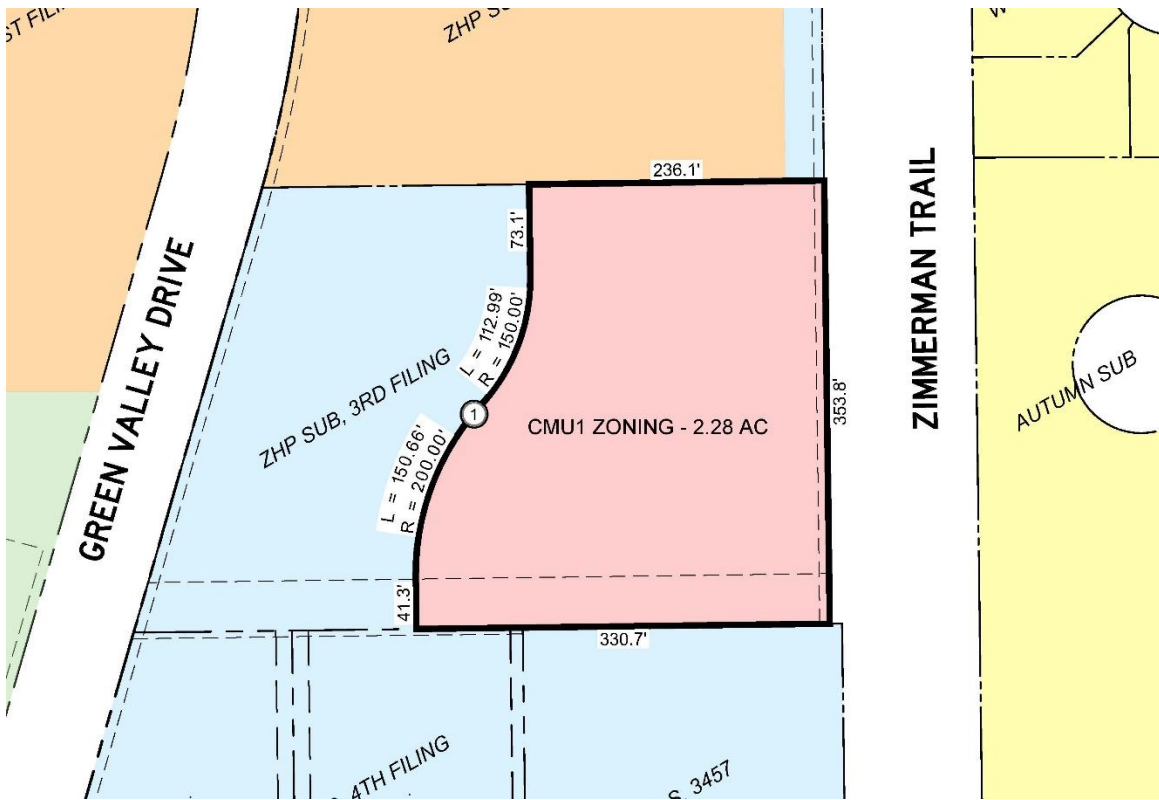 ZHP S
W
236.1'
73.1'
L = 112.99'
R = 150.00'
GREEN VALLEY DRIVE
ZHP SUB, 3RD FILING
1
CMU1 ZONING - 2.28 AC
353.8'
ZIMMERMAN TRAIL
AUTUMN SUB
L = 150.66'
R = 200.00'
41.3'
330.7'
4TH FILING
S. 3457